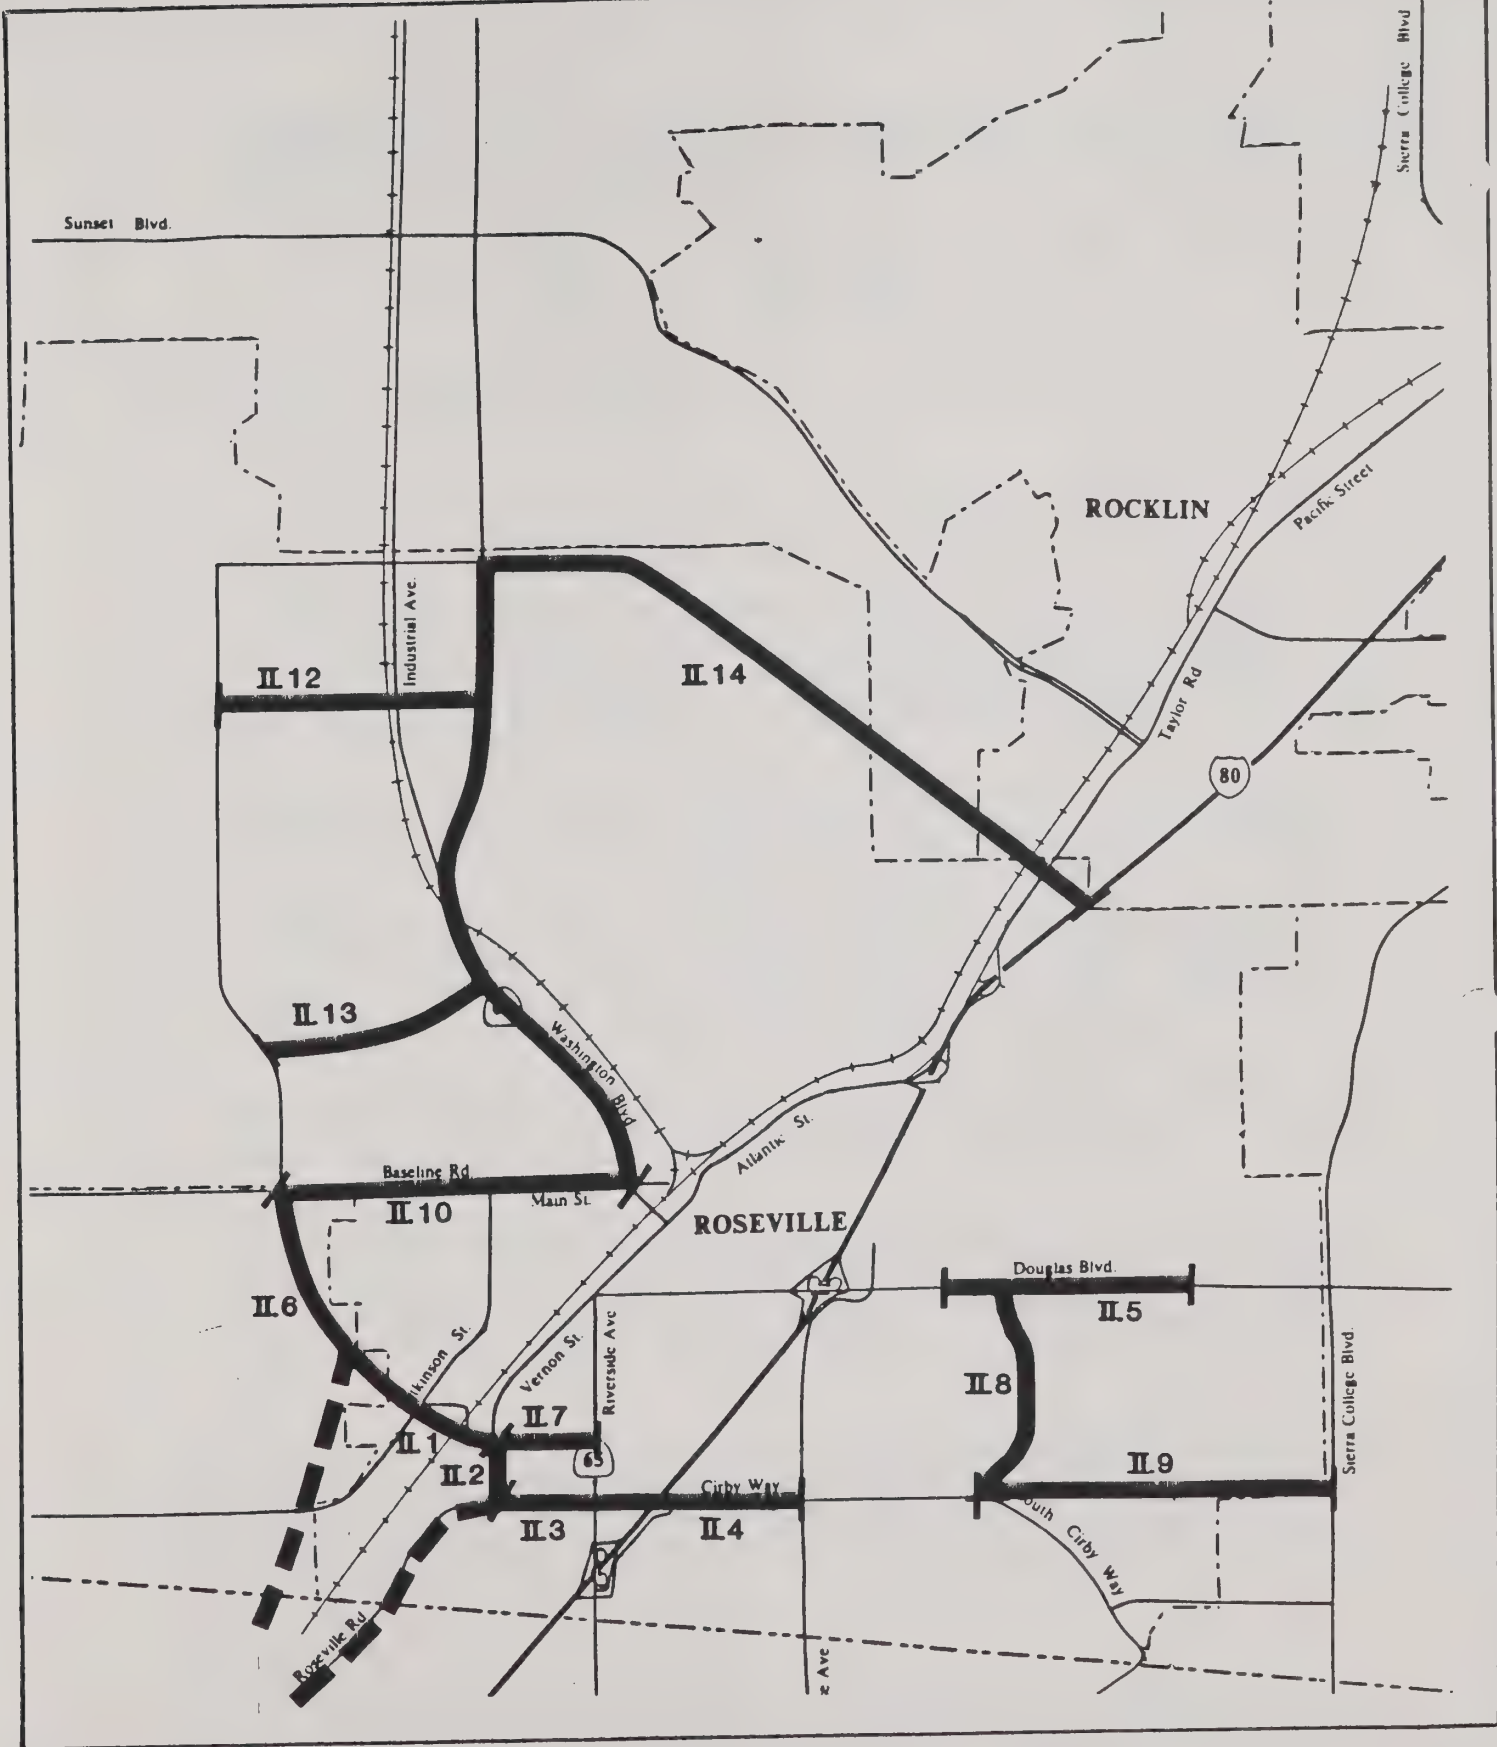 Sierra College Blvd
Sunset Blvd.
ROCKLIN
Pacific Street
Industrial Ave.
II.12
II.14
Taylor Rd
80
II.13
Washington Blvd
Atlantic St.
Baseline Rd.
Main St.
II.10
ROSEVILLE
Douglas Blvd.
II.5
II.6
Vernon St.
Riverside Ave
Sierra College Blvd.
II.8
II.7
II.1
65
II.2
II.9
Cirby Way
II.3
II.4
Cirby Way
Roseville Rd
Ave